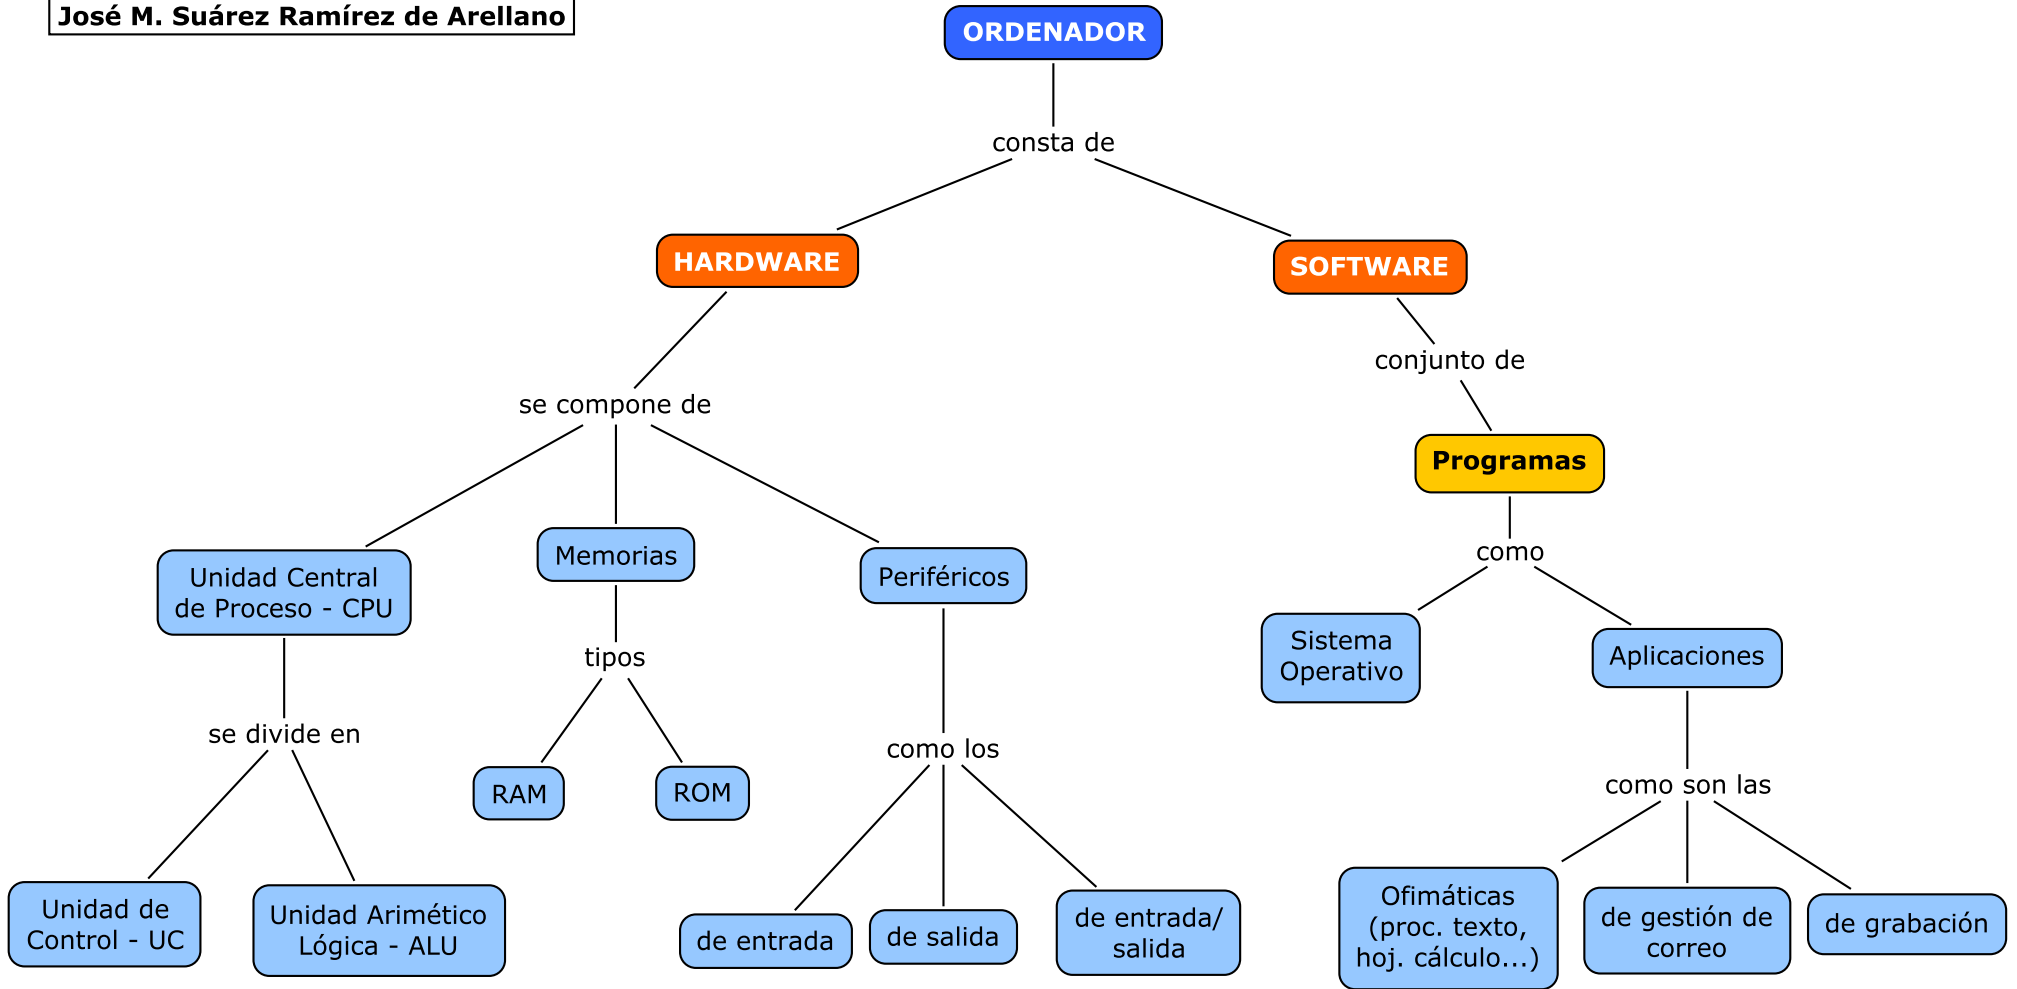 José M. Suárez Ramírez de Arellano
ORDENADOR
consta de
HARDWARE
SOFTWARE
conjunto de
se compone de
Programas
como
Unidad Central
de Proceso - CPU
Memorias
Periféricos
Sistema
Operativo
Aplicaciones
tipos
se divide en
como los
como son las
RAM
ROM
Unidad de
Control - UC
Unidad Arimético
Lógica - ALU
de entrada
de salida
de entrada/
salida
Ofimáticas
(proc. texto,
hoj. cálculo...)
de gestión de
correo
de grabación